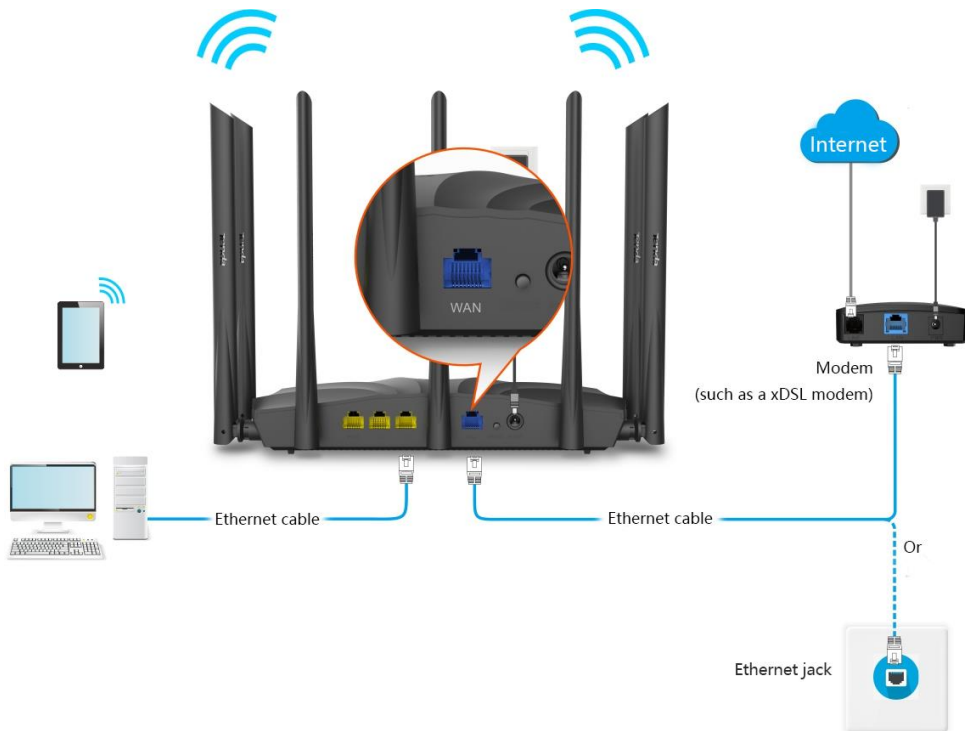 Internet
WAN
Modem
(such as a xDSL modem)
Ethernet cable
Ethernet cable
Or
Ethernet jack